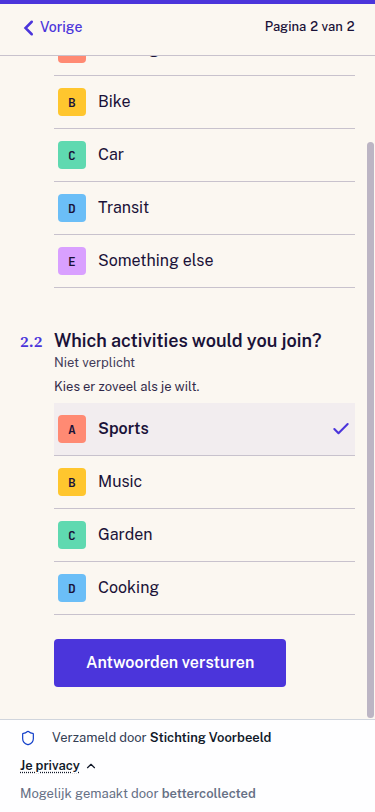 Vorige
Pagina 2 van 2
B Bike
C Car
D Transit
E Something else
2.2 Which activities would you join?
Niet verplicht
Kies er zoveel als je wilt.
A Sports
B Music
C Garden
D Cooking
Antwoorden versturen
Verzameld door Stichting Voorbeeld
Je privacy
Mogelijk gemaakt door bettercollected